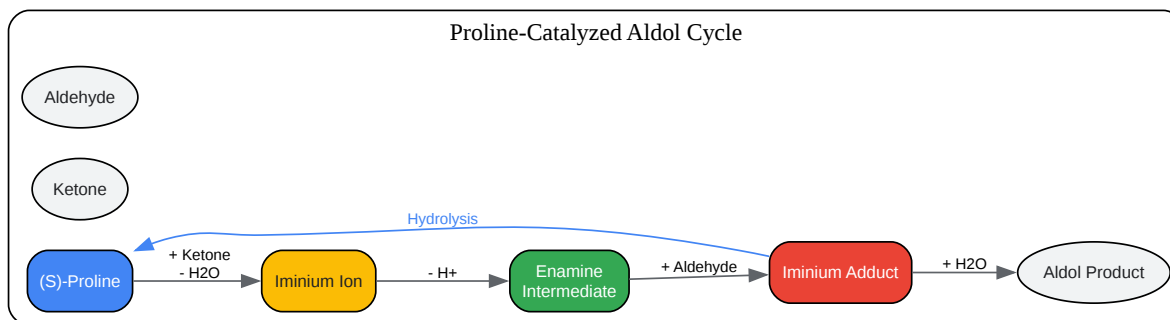 Proline-Catalyzed Aldol Cycle
Aldehyde
Ketone
Hydrolysis
(S)-Proline
+ Ketone
- H2O
Iminium Ion
- H+
Enamine
Intermediate
+ Aldehyde
Iminium Adduct
+ H2O
Aldol Product